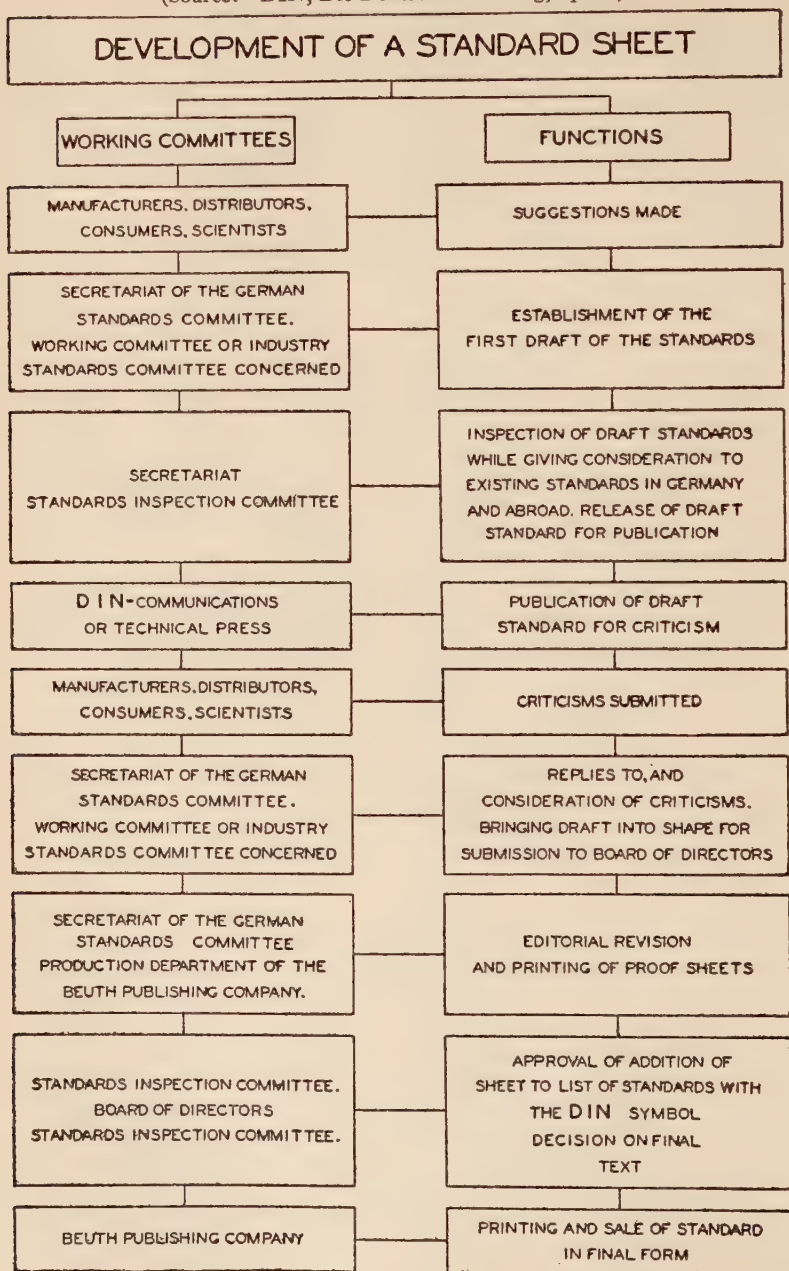 DEVELOPMENT OF A STANDARD SHEET
WORKING COMMITTEES
FUNCTIONS
MANUFACTURERS, DISTRIBUTORS,
CONSUMERS, SCIENTISTS
SUGGESTIONS MADE
SECRETARIAT OF THE GERMAN
STANDARDS COMMITTEE.
WORKING COMMITTEE OR INDUSTRY
STANDARDS COMMITTEE CONCERNED
ESTABLISHMENT OF THE
FIRST DRAFT OF THE STANDARDS
SECRETARIAT
STANDARDS INSPECTION COMMITTEE
INSPECTION OF DRAFT STANDARDS
WHILE GIVING CONSIDERATION TO
EXISTING STANDARDS IN GERMANY
AND ABROAD. RELEASE OF DRAFT
STANDARD FOR PUBLICATION
DIN-COMMUNICATIONS
OR TECHNICAL PRESS
PUBLICATION OF DRAFT
STANDARD FOR CRITICISM
MANUFACTURERS, DISTRIBUTORS,
CONSUMERS, SCIENTISTS
CRITICISMS SUBMITTED
SECRETARIAT OF THE GERMAN
STANDARDS COMMITTEE.
WORKING COMMITTEE OR INDUSTRY
STANDARDS COMMITTEE CONCERNED
REPLIES TO, AND
CONSIDERATION OF CRITICISMS.
BRINGING DRAFT INTO SHAPE FOR
SUBMISSION TO BOARD OF DIRECTORS
SECRETARIAT OF THE GERMAN
STANDARDS COMMITTEE
PRODUCTION DEPARTMENT OF THE
BEUTH PUBLISHING COMPANY.
EDITORIAL REVISION
AND PRINTING OF PROOF SHEETS
STANDARDS INSPECTION COMMITTEE.
BOARD OF DIRECTORS
STANDARDS INSPECTION COMMITTEE.
APPROVAL OF ADDITION OF
SHEET TO LIST OF STANDARDS WITH
THE DIN SYMBOL
DECISION ON FINAL
TEXT
BEUTH PUBLISHING COMPANY
PRINTING AND SALE OF STANDARD
IN FINAL FORM